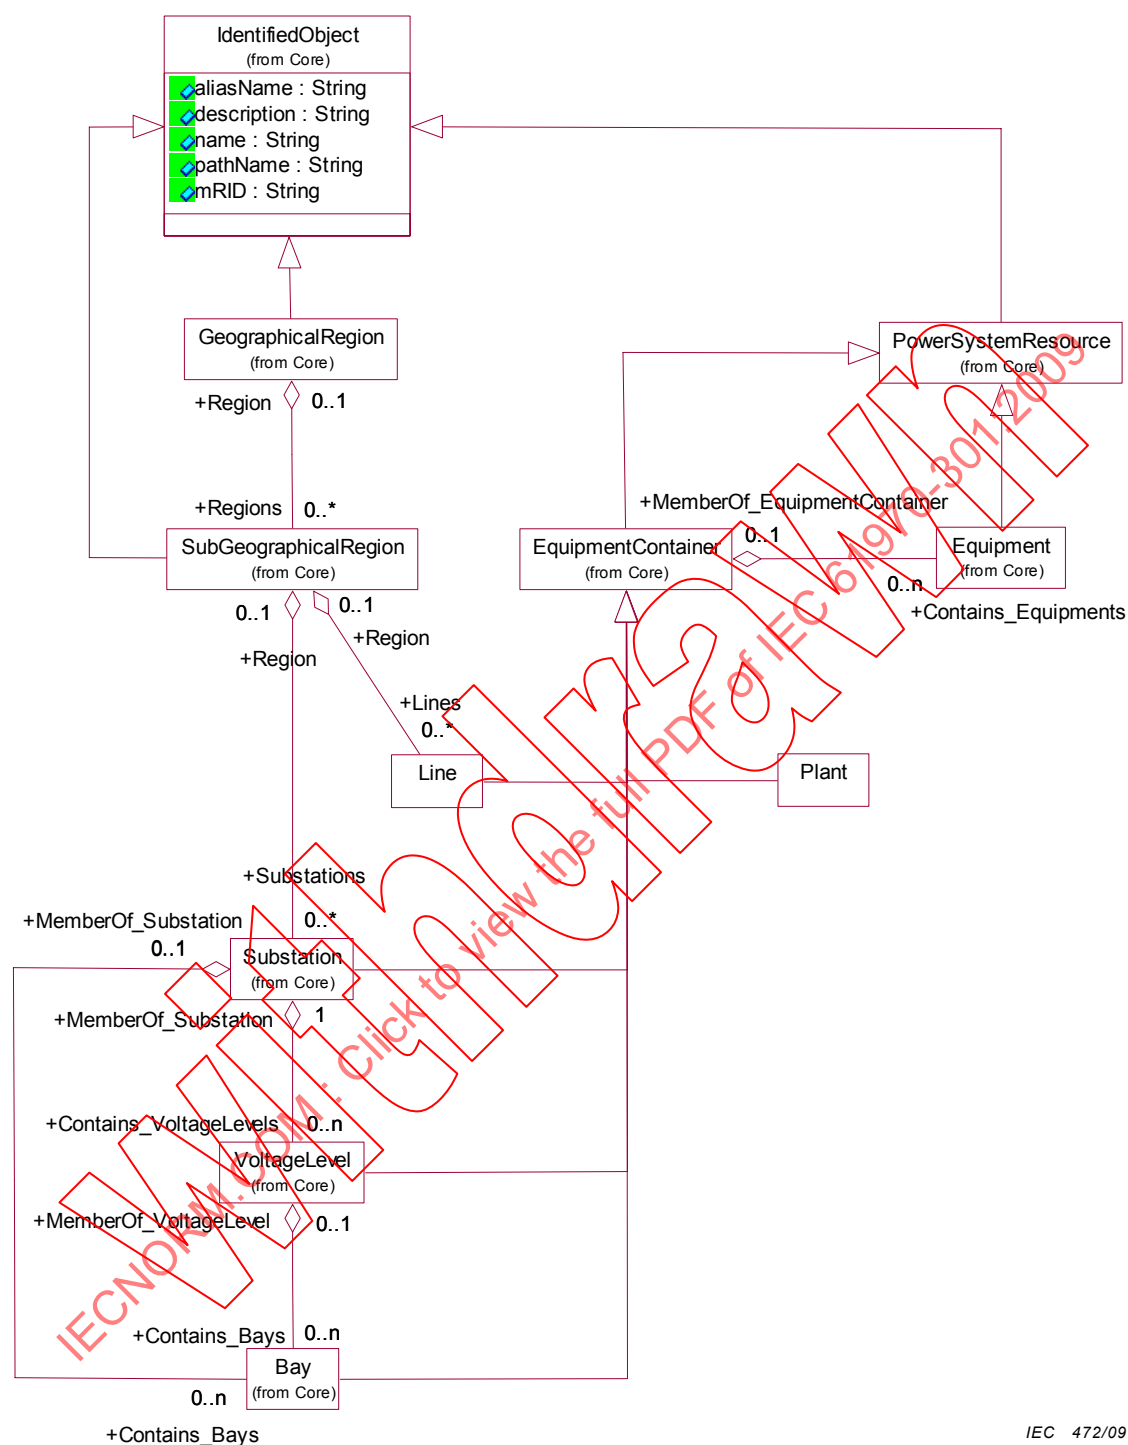 IdentifiedObject
(from Core)
aliasName : String
description : String
name : String
pathName : String
mRID : String
GeographicalRegion
(from Core)
PowerSystemResource
(from Core)
+Region 0..1
+Regions 0..*
+MemberOf_EquipmentContainer
0..1
SubGeographicalRegion
(from Core)
EquipmentContainer
(from Core)
Equipment
(from Core)
0..n
+Contains_Equipments
0..1
0..1
+Region
+Region
+Lines
0..*
Line
Plant
+Substations
0..*
+MemberOf_Substation
0..1
Substation
(from Core)
+MemberOf_Substation 1
+Contains_VoltageLevels 0..n
VoltageLevel
(from Core)
+MemberOf_VoltageLevel 0..1
+Contains_Bays 0..n
Bay
(from Core)
0..n
+Contains_Bays
IEC 472/09
Withdrawn
IECNORM.COM : Click to view the full PDF of IEC 61970-301:2009